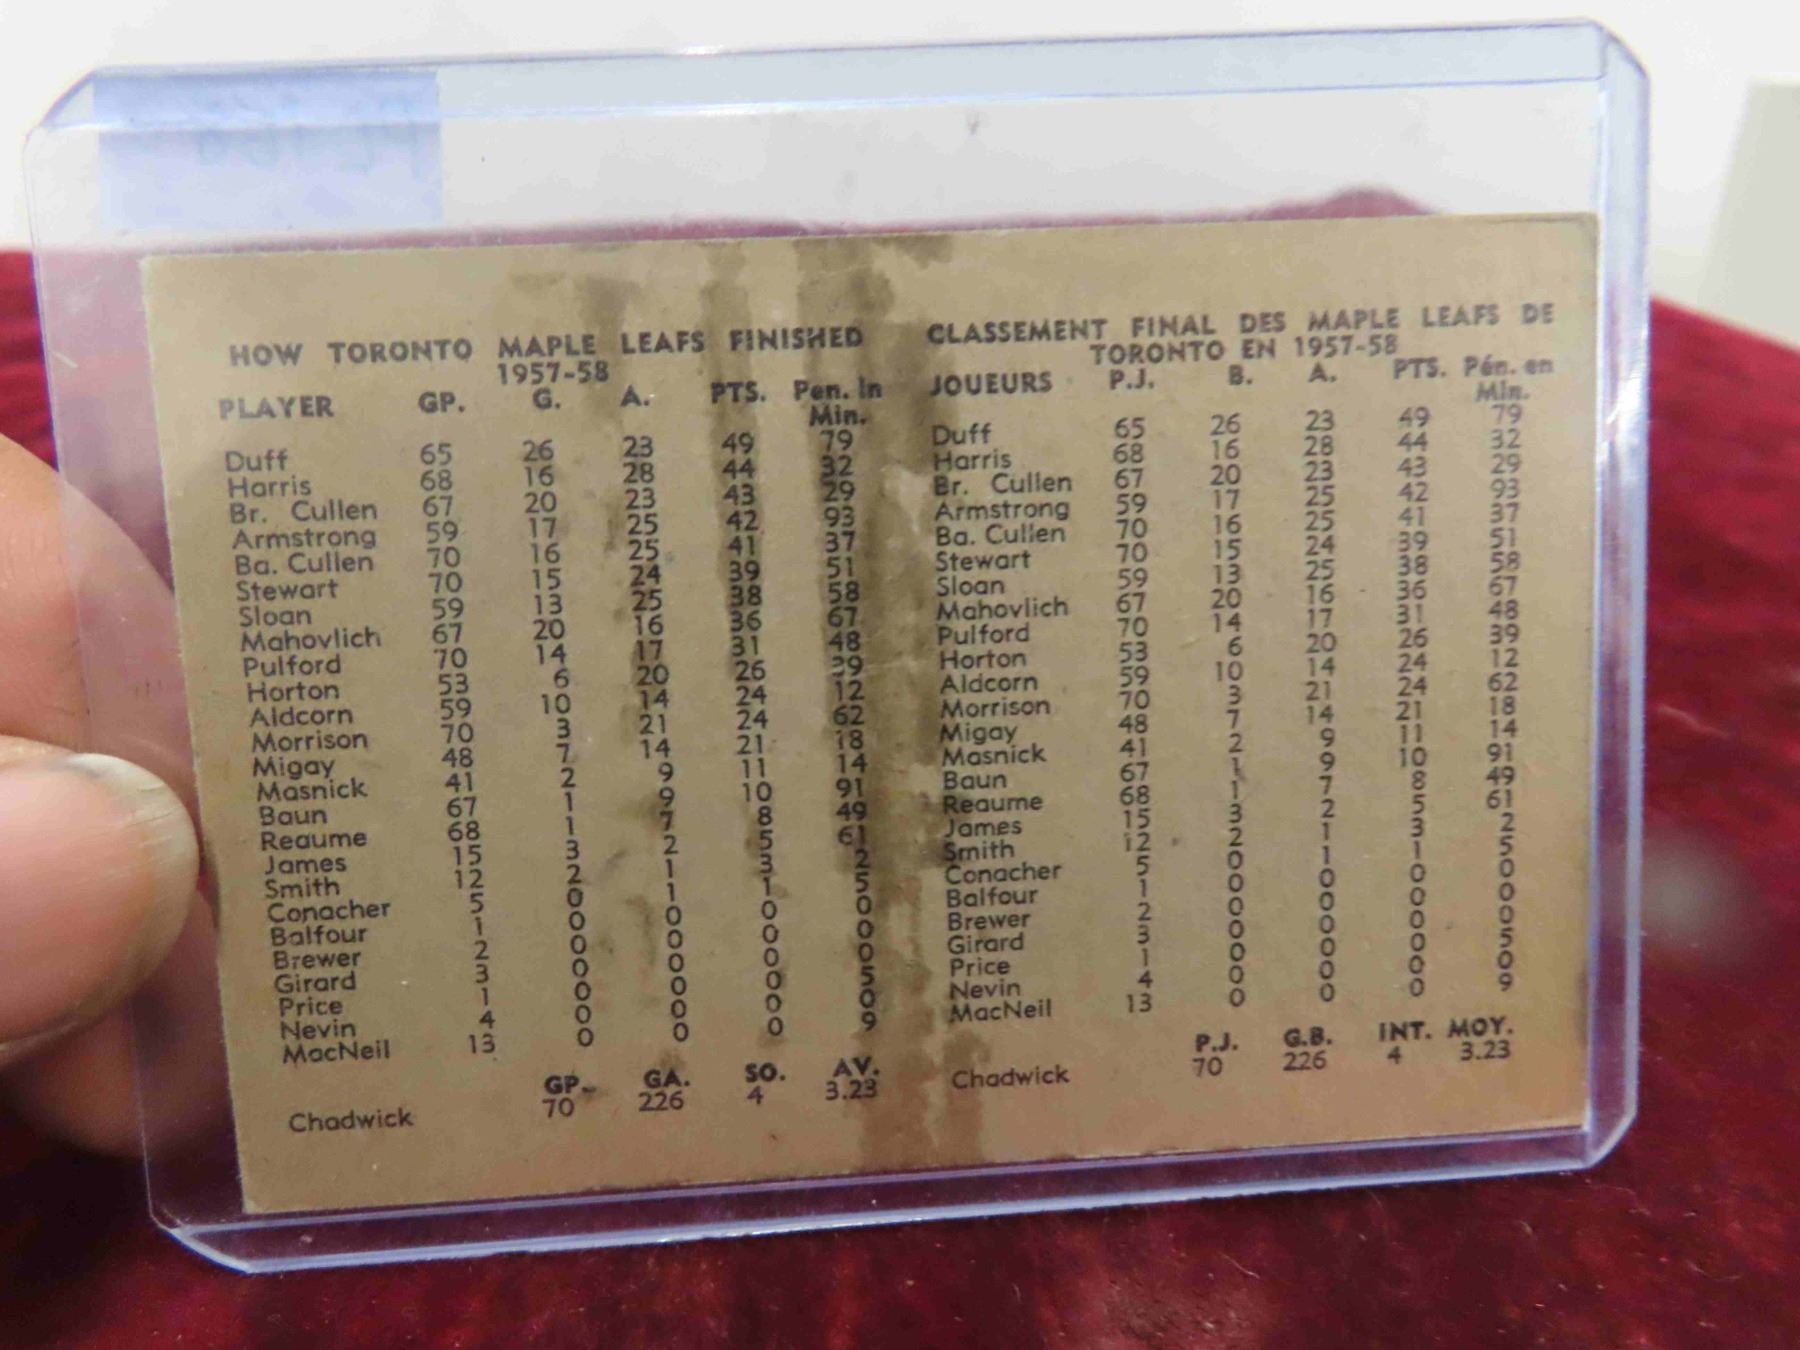 HOW TORONTO MAPLE LEAFS FINISHED
1957-58
PLAYER GP. G. A. PTS. Pen. in
Min.
Duff 65 26 23 49 79
Harris 68 16 28 44 32
Br. Cullen 67 20 23 43 29
Armstrong 59 17 25 42 93
Ba. Cullen 70 16 25 41 37
Stewart 70 15 24 39 51
Sloan 59 13 25 38 58
Mahovlich 67 20 16 36 67
Pulford 70 14 17 31 48
Horton 53 6 20 26 39
Aldcorn 59 10 14 24 12
Morrison 70 3 21 24 62
Migay 48 7 14 21 18
Masnick 41 2 9 11 14
Baun 67 1 9 10 91
Reaume 68 1 7 8 49
James 15 3 2 5 61
Smith 12 2 1 3 2
Conacher 5 0 1 1 5
Balfour 1 0 0 0 0
Brewer 2 0 0 0 0
Girard 3 0 0 0 0
Price 1 0 0 0 5
Nevin 4 0 0 0 0
MacNeil 13 0 0 0 9
GP. GA. SO. AV.
Chadwick 70 226 4 3.23
CLASSEMENT FINAL DES MAPLE LEAFS DE
TORONTO EN 1957-58
JOUEURS P.J. B. A. PTS. Pén. en
Min.
Duff 65 26 23 49 79
Harris 68 16 28 44 32
Br. Cullen 67 20 23 43 29
Armstrong 59 17 25 42 93
Ba. Cullen 70 16 25 41 37
Stewart 70 15 24 39 51
Sloan 59 13 25 38 58
Mahovlich 67 20 16 36 67
Pulford 70 14 17 31 48
Horton 53 6 20 26 39
Aldcorn 59 10 14 24 12
Morrison 70 3 21 24 62
Migay 48 7 14 21 18
Masnick 41 2 9 11 14
Baun 67 1 9 10 91
Reaume 68 1 7 8 49
James 15 3 2 5 61
Smith 12 2 1 3 2
Conacher 5 0 1 1 5
Balfour 1 0 0 0 0
Brewer 2 0 0 0 0
Girard 3 0 0 0 0
Price 1 0 0 0 5
Nevin 4 0 0 0 0
MacNeil 13 0 0 0 9
P.J. G.B. INT. MOY.
Chadwick 70 226 4 3.23